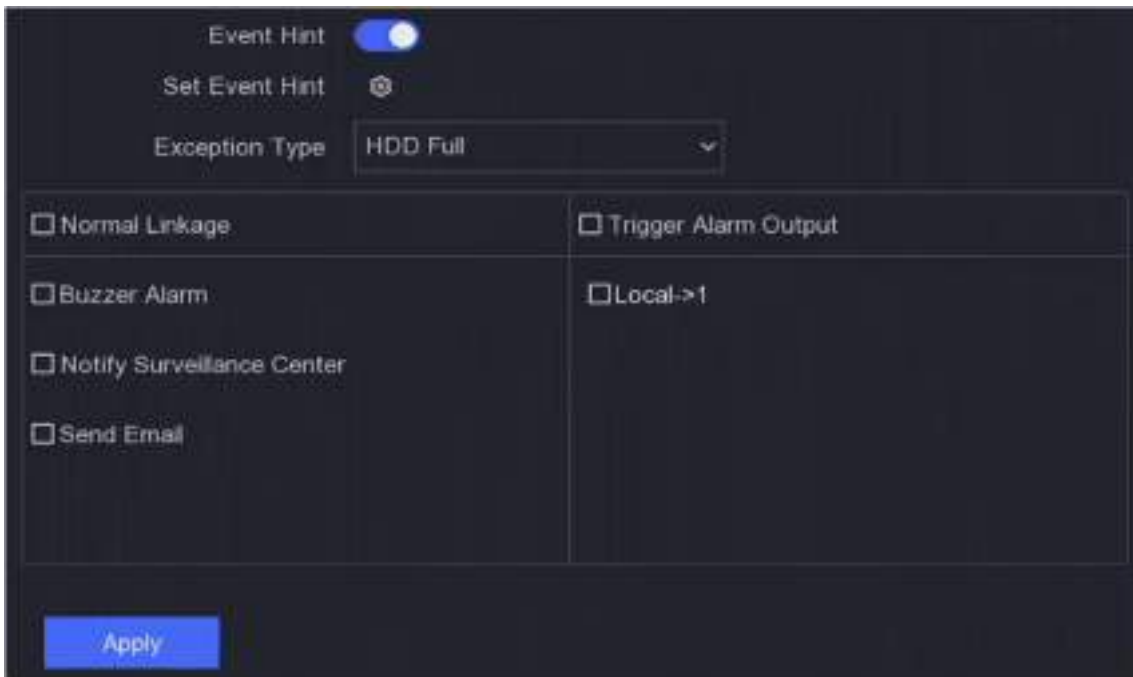 Event Hint
Set Event Hint
Exception Type HDD Full
Normal Linkage Trigger Alarm Output
Buzzer Alarm Local->1
Notify Surveillance Center
Send Email
Apply